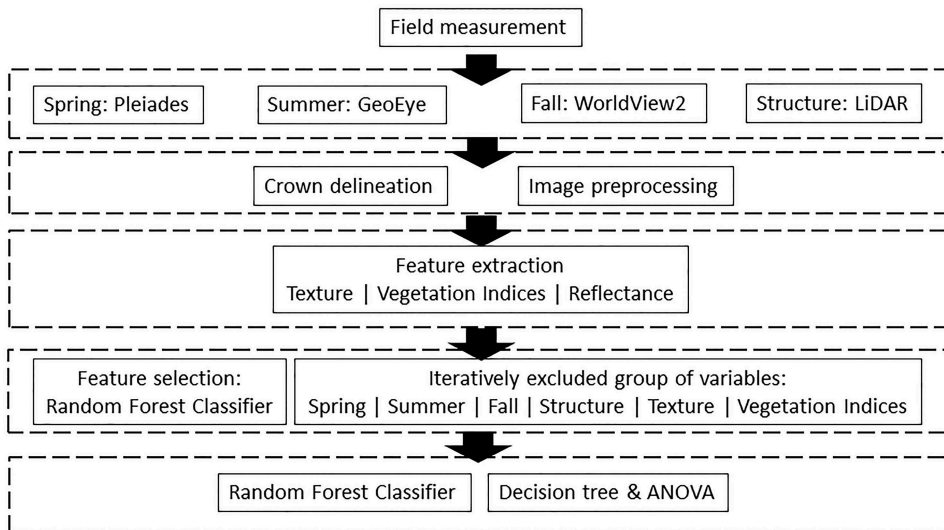 Field measurement
Spring: Pleiades
Summer: GeoEye
Fall: WorldView2
Structure: LiDAR
Crown delineation
Image preprocessing
Feature extraction
Texture | Vegetation Indices | Reflectance
Feature selection:
Random Forest Classifier
Iteratively excluded group of variables:
Spring | Summer | Fall | Structure | Texture | Vegetation Indices
Random Forest Classifier
Decision tree & ANOVA